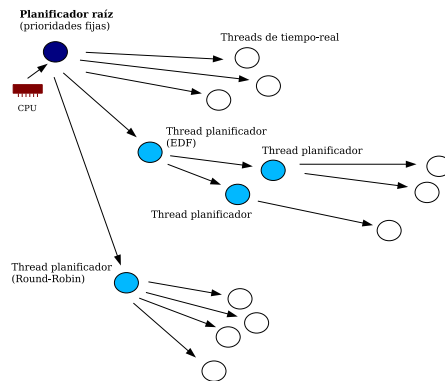 Planificador raíz
(prioridades fijas)
Threads de tiempo-real
CPU
Thread planificador
(EDF)
Thread planificador
Thread planificador
Thread planificador
(Round-Robin)